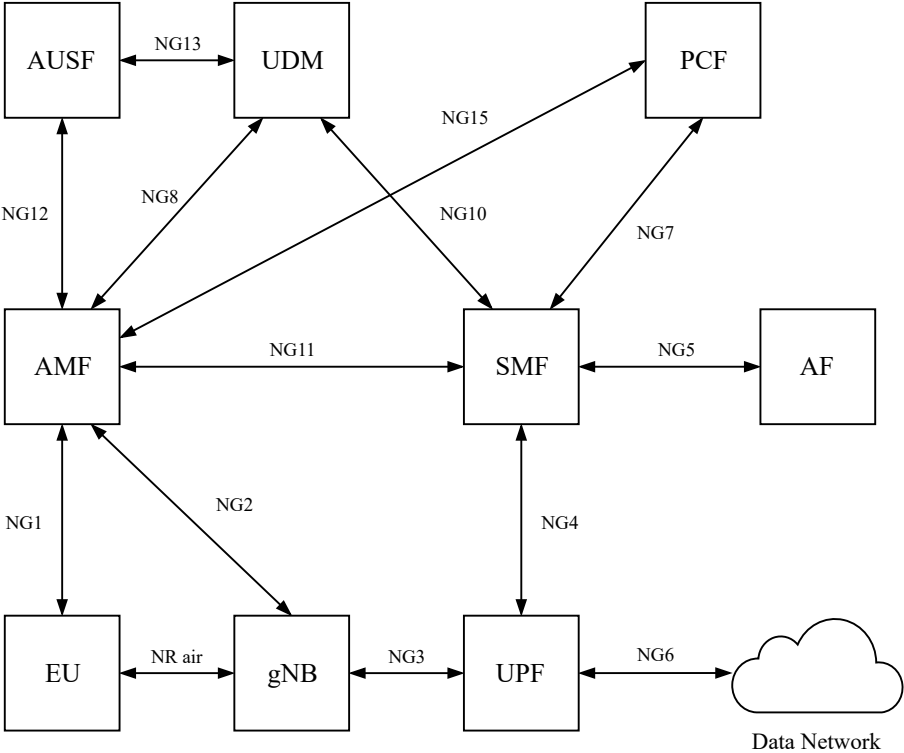 AUSF
NG13
UDM
PCF
NG15
NG8
NG12
NG10
NG7
AMF
NG11
SMF
NG5
AF
NG1
NG2
NG4
EU
NR air
gNB
NG3
UPF
NG6
Data Network